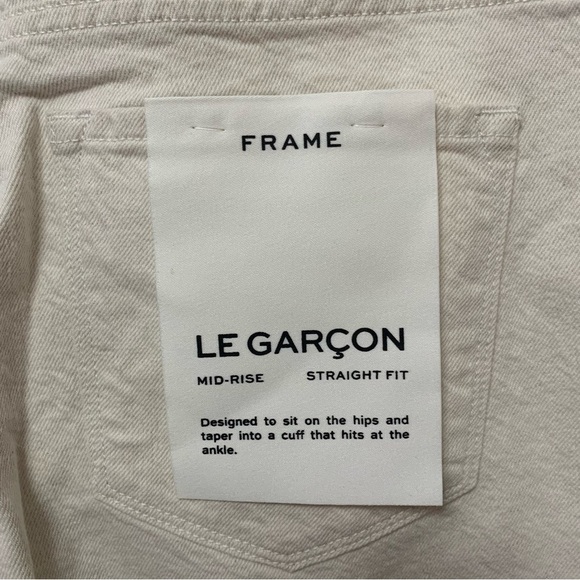 FRAME
LE GARÇON
MID-RISE STRAIGHT FIT
Designed to sit on the hips and
taper into a cuff that hits at the
ankle.